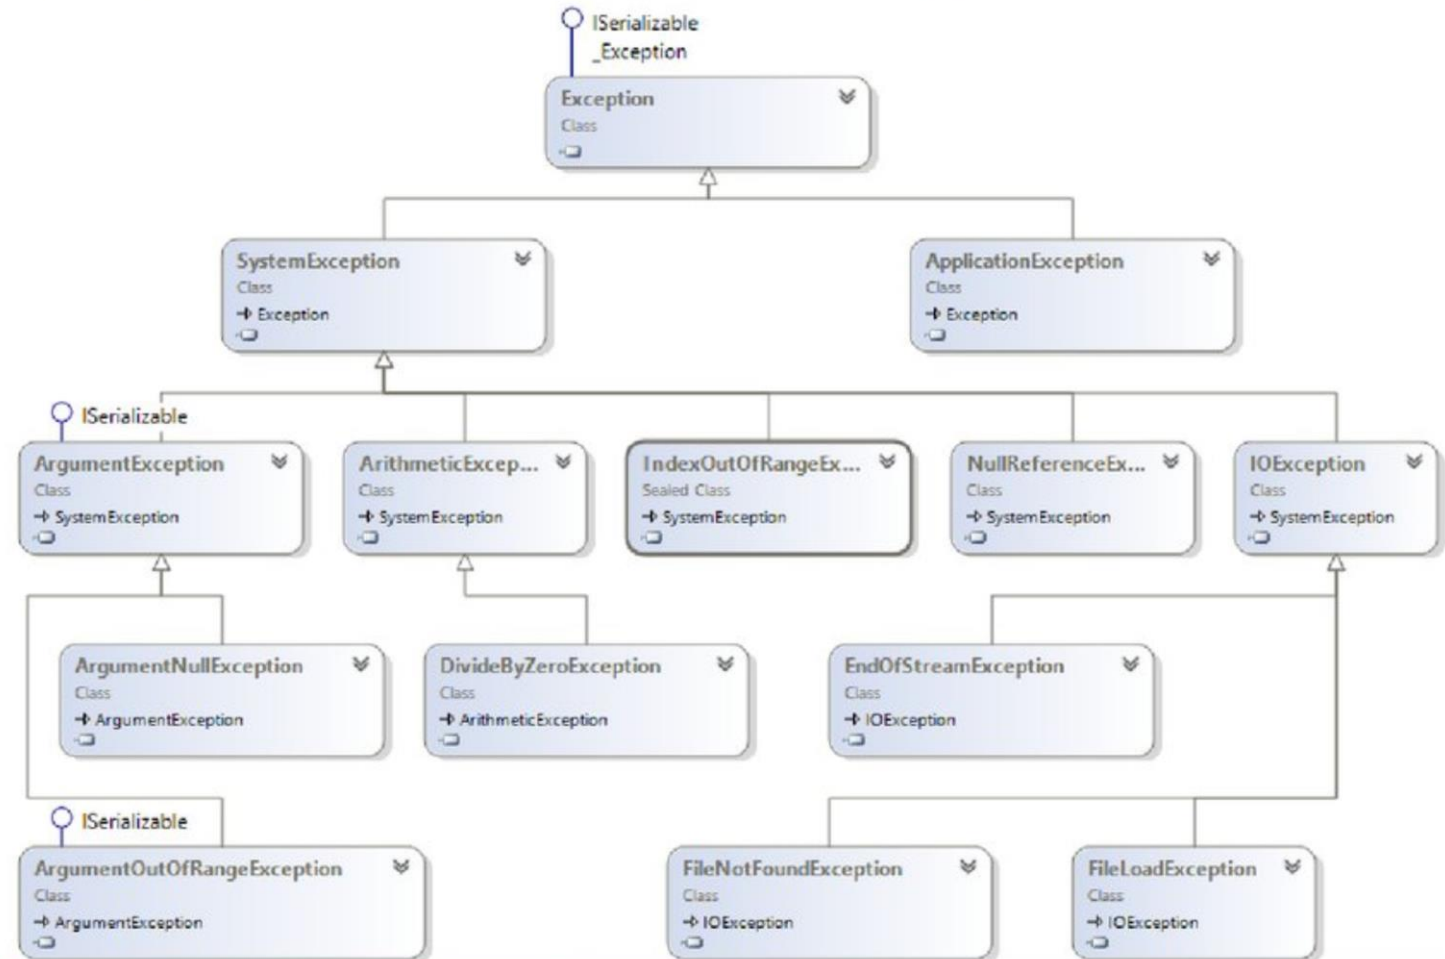 ISerializable
_Exception
Exception
Class
SystemException
Class
Exception
ApplicationException
Class
Exception
ISerializable
ArgumentException
Class
SystemException
ArithmeticExcep...
Class
SystemException
IndexOutOfRangeEx...
Sealed Class
SystemException
NullReferenceEx...
Class
SystemException
IOException
Class
SystemException
ArgumentNullException
Class
ArgumentException
DivideByZeroException
Class
ArithmeticException
EndOfStreamException
Class
IOException
ISerializable
ArgumentOutOfRangeException
Class
ArgumentException
FileNotFoundException
Class
IOException
FileLoadException
Class
IOException